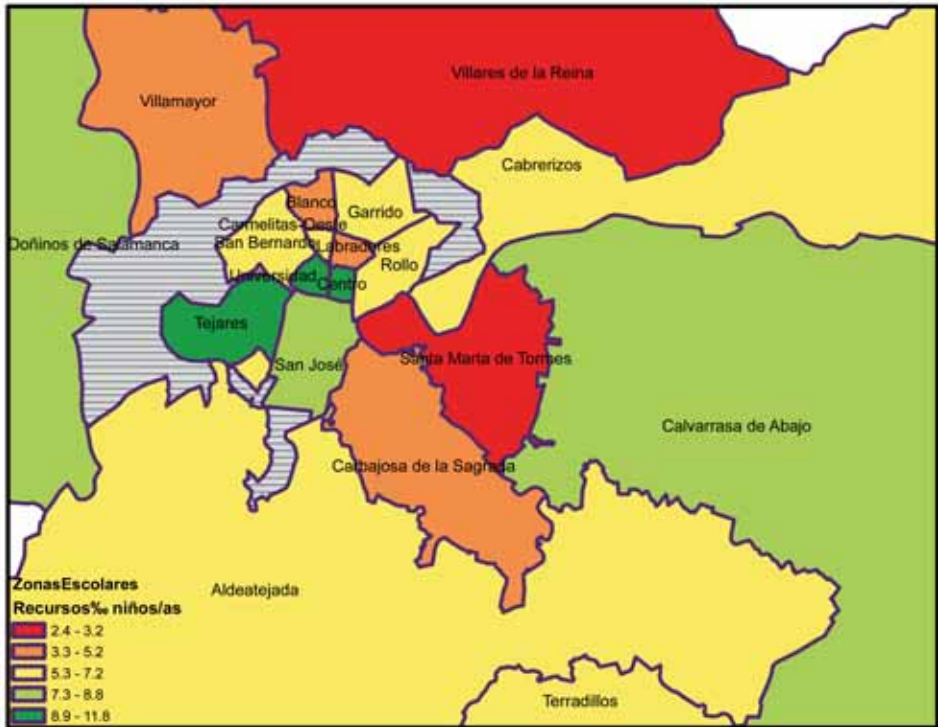 Villares de la Reina
Villamayor
Cabrerizos
Blanco
Garrido
Carmelitas-Oeste
Doñinos de Salamanca
San Bernardo
Labradores
Rollo
Universidad
Centro
Tejares
San José
Santa Marta de Tormes
Calvarrasa de Abajo
Carbajosa de la Sagrada
Aldeatejada
Terradillos
ZonasEscolares
Recursos‰ niños/as
2.4 - 3.2
3.3 - 5.2
5.3 - 7.2
7.3 - 8.8
8.9 - 11.8